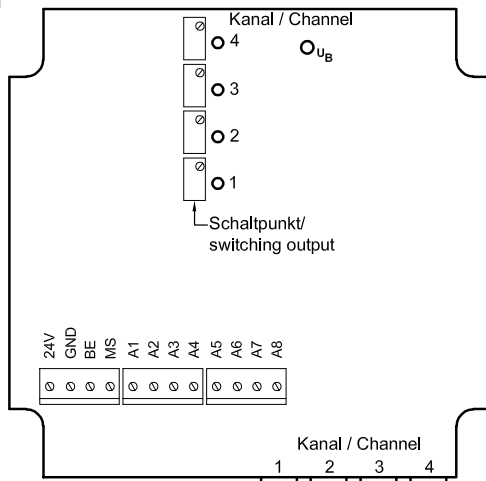 Kanal / Channel
4
UB
3
2
1
Schaltpunkt/
switching output
24V GND BE MS A1 A2 A3 A4 A5 A6 A7 A8
Kanal / Channel
1 2 3 4